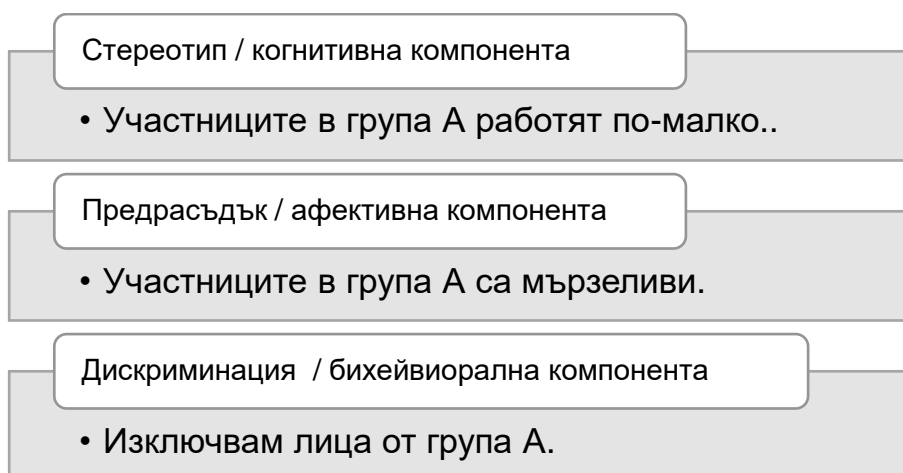 Стереотип / когнитивна компонента
• Участниците в група А работят по-малко..
Предрасъдък / афективна компонента
• Участниците в група А са мързеливи.
Дискриминация / бихейвиорална компонента
• Изключвам лица от група А.